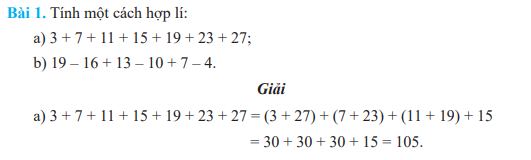 Bài 1. Tính một cách hợp lí:
a) 3 + 7 + 11 + 15 + 19 + 23 + 27;
b) 19 – 16 + 13 – 10 + 7 – 4.
Giải
a) 3 + 7 + 11 + 15 + 19 + 23 + 27 = (3 + 27) + (7 + 23) + (11 + 19) + 15
= 30 + 30 + 30 + 15 = 105.